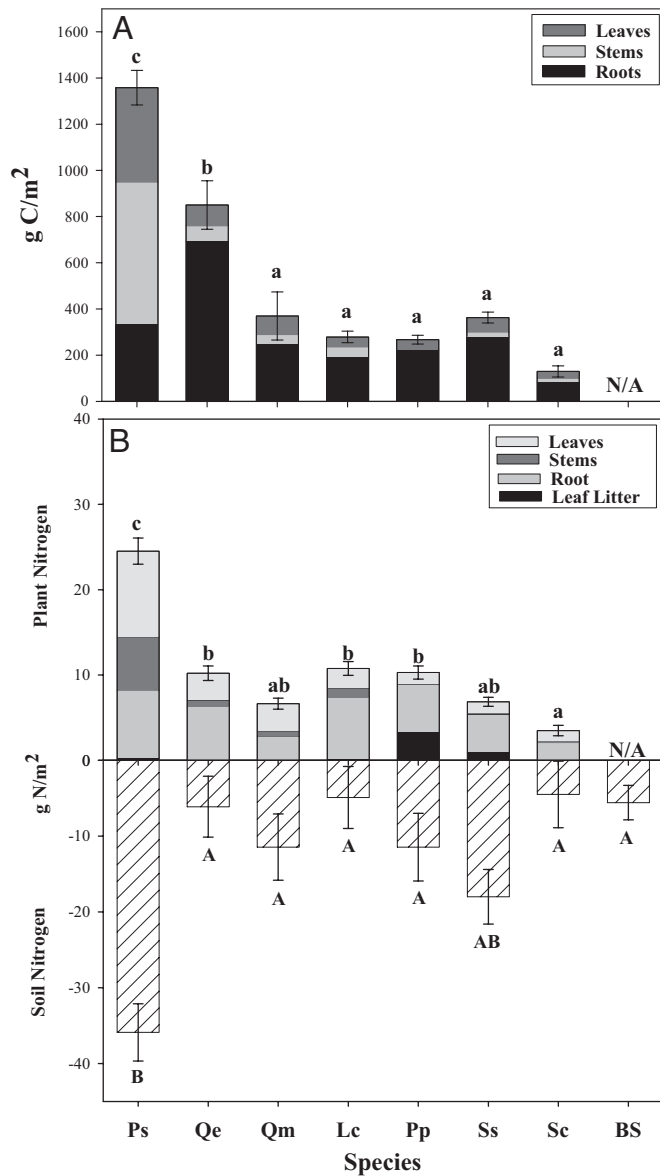 A
1600
1400
1200
1000
800
600
400
200
0
g C/m²
Leaves
Stems
Roots
c
b
a
a
a
a
a
N/A
B
40
30
20
10
0
-10
-20
-30
-40
Plant Nitrogen
g N/m²
Soil Nitrogen
Leaves
Stems
Root
Leaf Litter
c
b
ab
b
b
ab
a
N/A
B
A
A
A
A
AB
A
A
Ps Qe Qm Lc Pp Ss Sc BS
Species